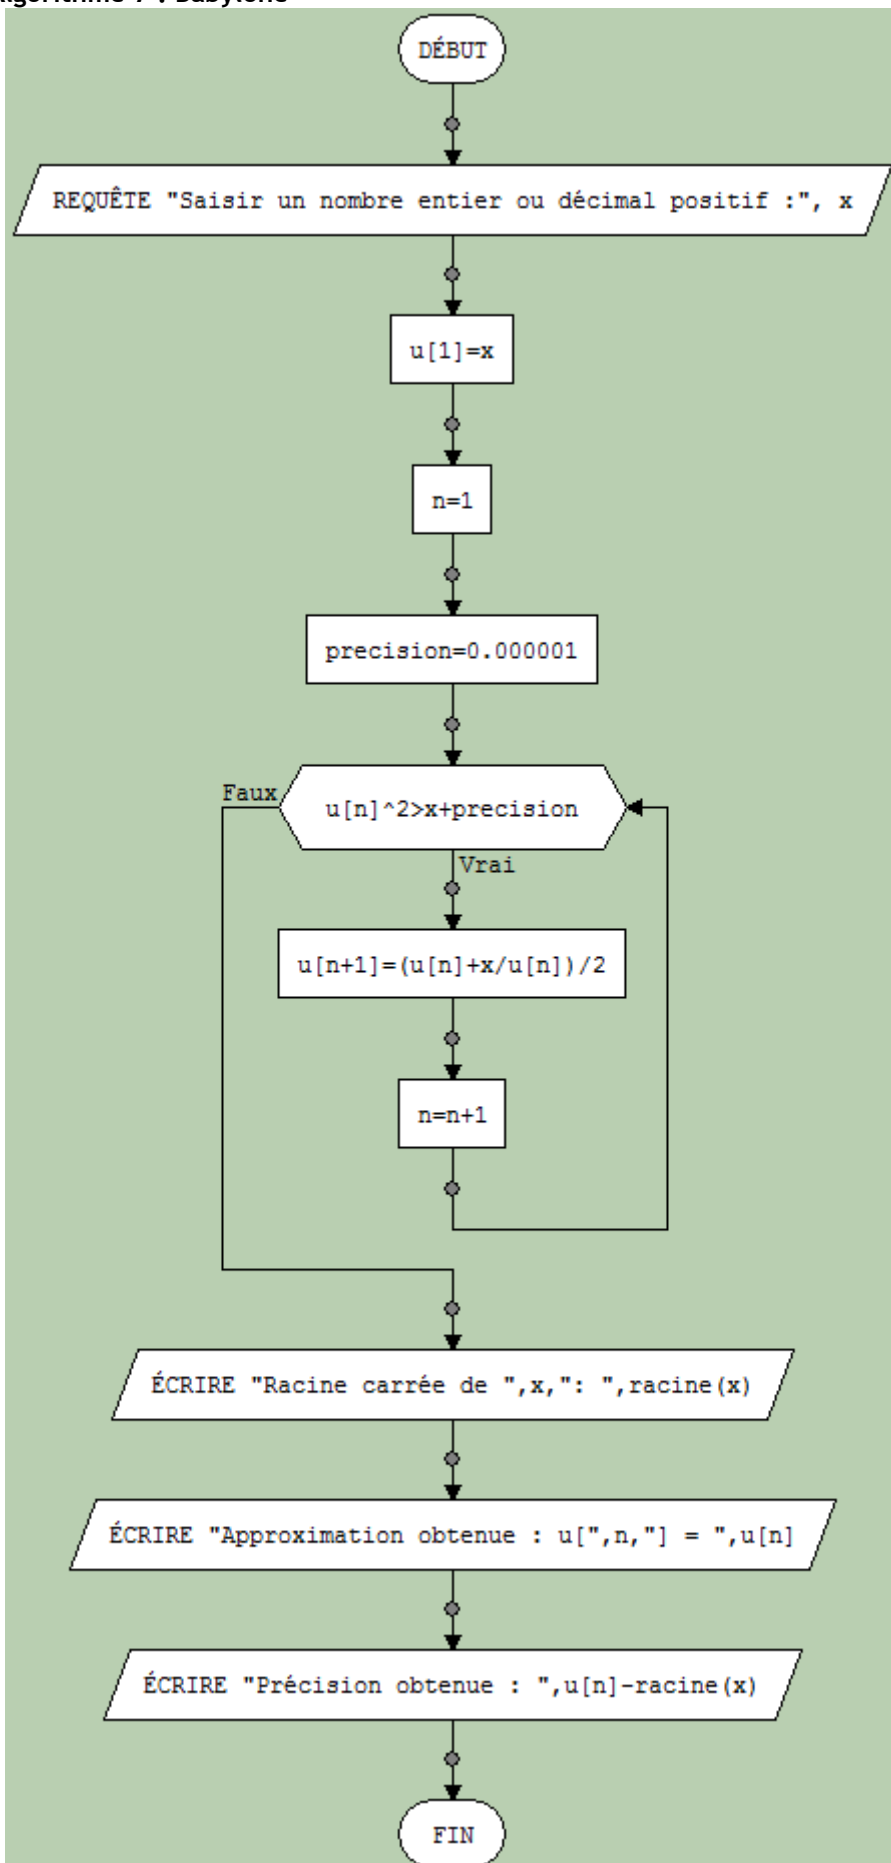 Algorithme 7 : Babylone
DÉBUT
REQUÊTE "Saisir un nombre entier ou décimal positif :", x
u[1]=x
n=1
precision=0.000001
Faux
u[n]^2>x+precision
Vrai
u[n+1]=(u[n]+x/u[n])/2
n=n+1
ÉCRIRE "Racine carrée de ",x,": ",racine(x)
ÉCRIRE "Approximation obtenue : u[",n,"] = ",u[n]
ÉCRIRE "Précision obtenue : ",u[n]-racine(x)
FIN